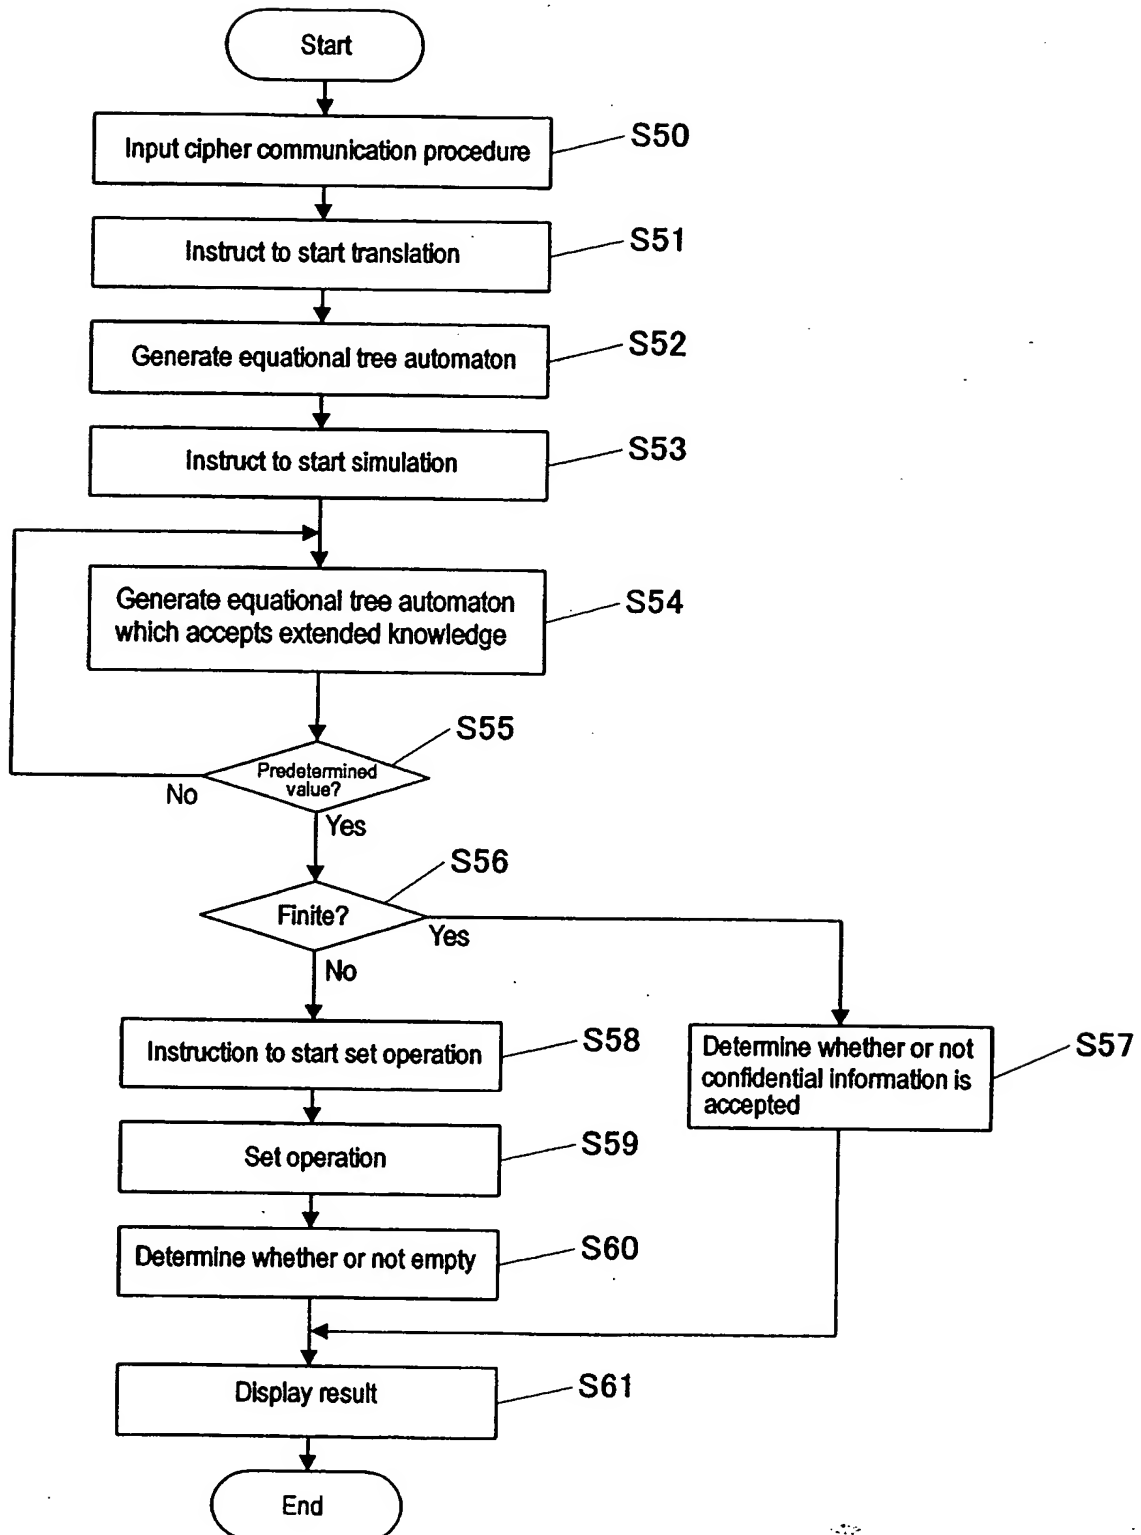 Start
Input cipher communication procedure
S50
Instruct to start translation
S51
Generate equational tree automaton
S52
Instruct to start simulation
S53
Generate equational tree automaton
which accepts extended knowledge
S54
S55
Predetermined
value?
No
Yes
S56
Finite?
Yes
No
Instruction to start set operation
S58
Determine whether or not
confidential information is
accepted
S57
Set operation
S59
Determine whether or not empty
S60
Display result
S61
End